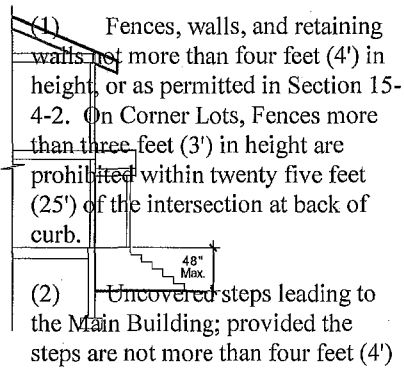 (1) Fences, walls, and retaining
walls not more than four feet (4') in
height, or as permitted in Section 15-
4-2. On Corner Lots, Fences more
than three feet (3') in height are
prohibited within twenty five feet
(25') of the intersection at back of
curb.
48"
Max.
(2) Uncovered steps leading to
the Main Building; provided the
steps are not more than four feet (4')